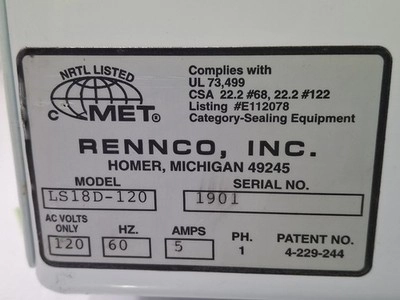 NRTL LISTED
C MET
Complies with
UL 73,499
CSA 22.2 #68, 22.2 #122
Listing #E112078
Category-Sealing Equipment
RENNCO, INC.
HOMER, MICHIGAN 49245
MODEL SERIAL NO.
LS18D-120 1901
AC VOLTS
ONLY HZ. AMPS PH. PATENT NO.
120 60 5 1 4-229-244